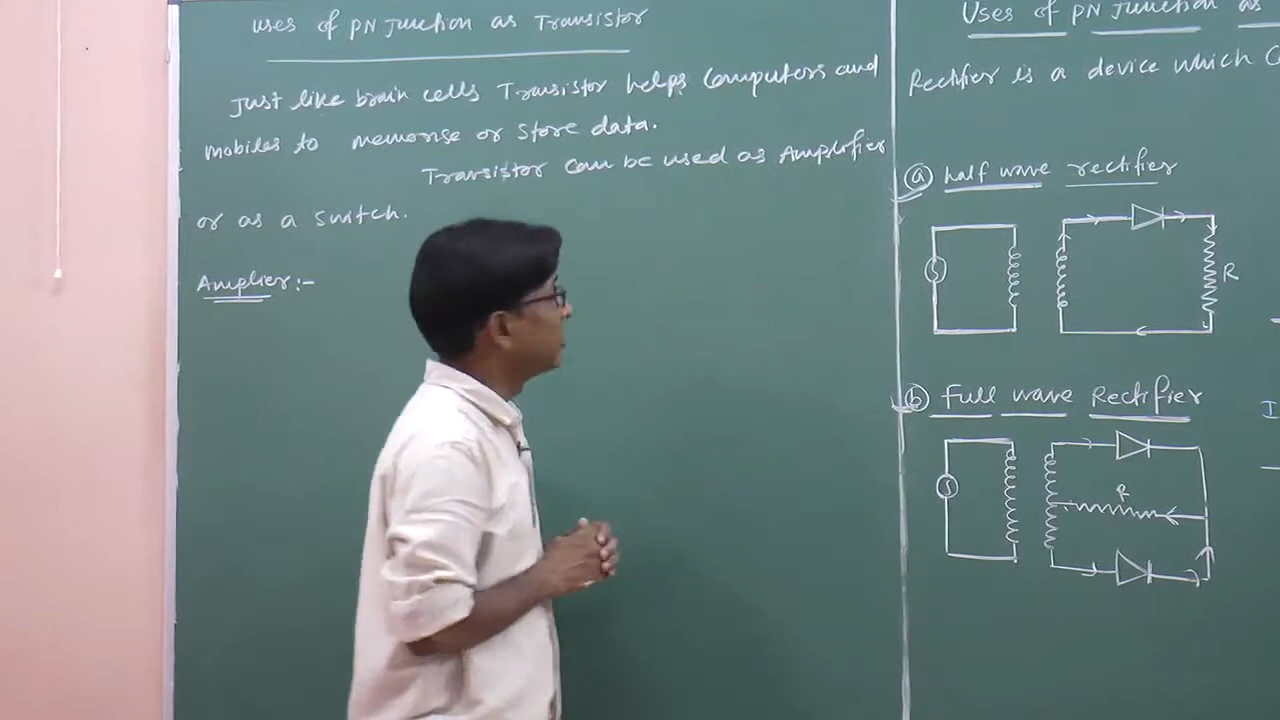 uses of PN Junction as Transistor
Just like brain cells Transistor helps Computers and
mobiles to memorise or store data.
Transistor can be used as Amplifier
or as a switch.
Amplier:-
Uses of PN Junction as
Rectifier is a device which C
(a) half wave rectifier
R
(b) Full wave Rectifier
R
I